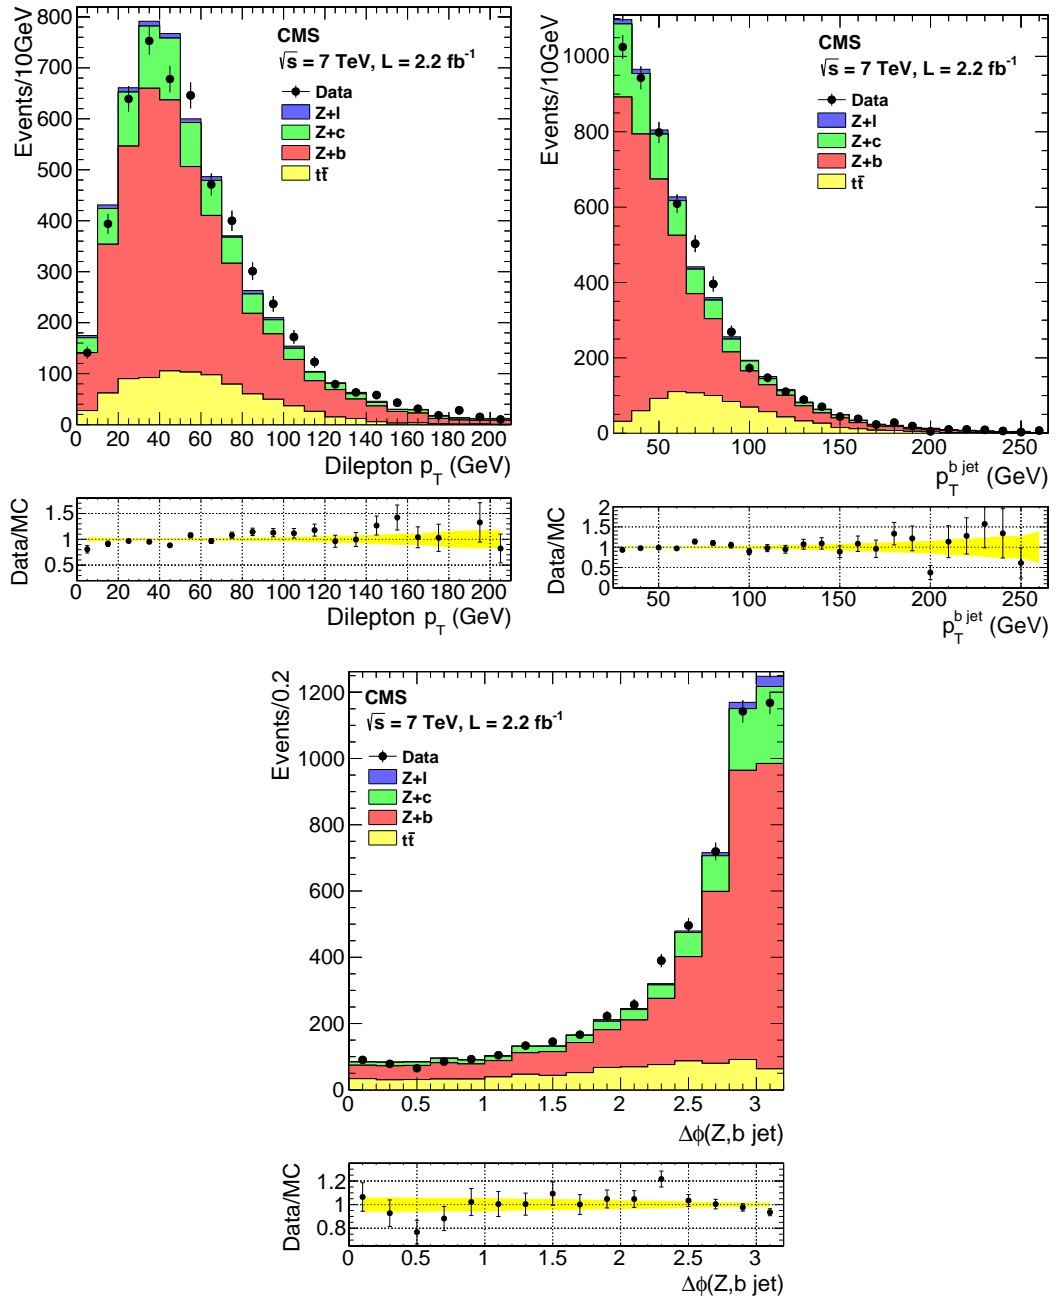 Events/10GeV
800
700
600
500
400
300
200
100
0
CMS
√s = 7 TeV, L = 2.2 fb-1
Data
Z+l
Z+c
Z+b
tt̄
0 20 40 60 80 100 120 140 160 180 200
Dilepton pT (GeV)
Data/MC
1.5
1
0.5
0 20 40 60 80 100 120 140 160 180 200
Dilepton pT (GeV)
Events/10GeV
1000
800
600
400
200
0
CMS
√s = 7 TeV, L = 2.2 fb-1
Data
Z+l
Z+c
Z+b
tt̄
50 100 150 200 250
pT b jet (GeV)
Data/MC
2
1.5
1
0.5
0
50 100 150 200 250
pT b jet (GeV)
Events/0.2
1200
1000
800
600
400
200
0
CMS
√s = 7 TeV, L = 2.2 fb-1
Data
Z+l
Z+c
Z+b
tt̄
0 0.5 1 1.5 2 2.5 3
Δϕ(Z,b jet)
Data/MC
1.2
1
0.8
0 0.5 1 1.5 2 2.5 3
Δϕ(Z,b jet)